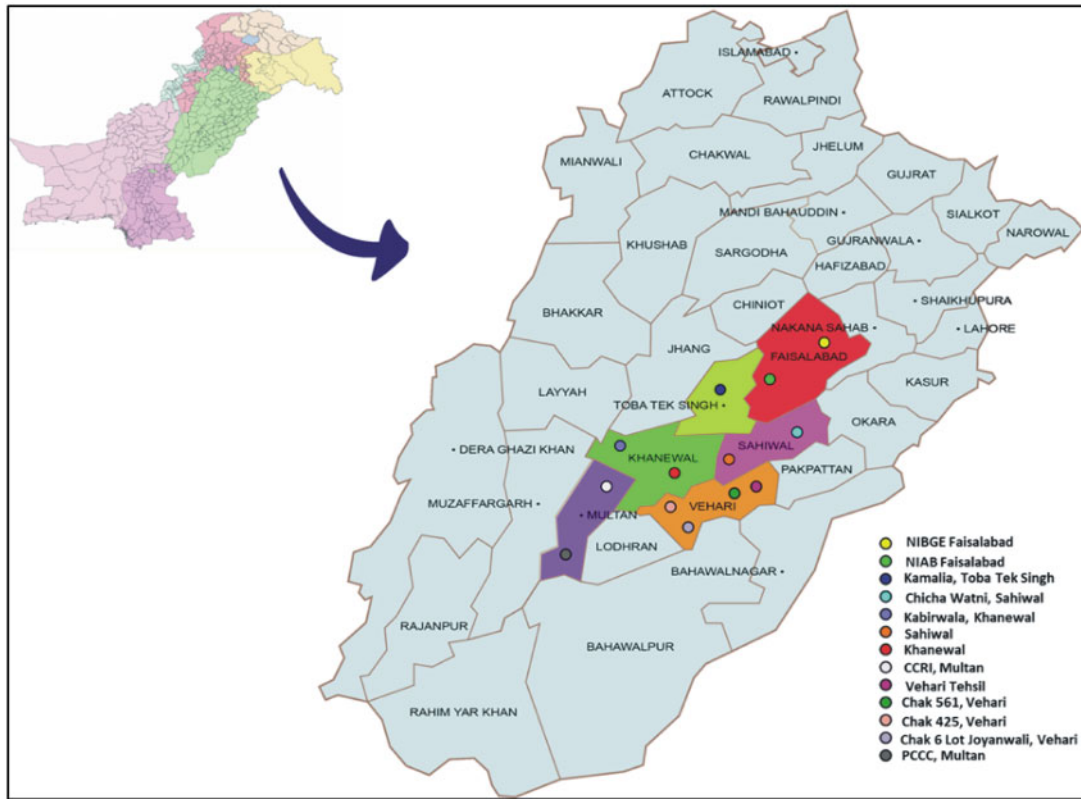 ISLAMABAD
ATTOCK
RAWALPINDI
MIANWALI
CHAKWAL
JHELUM
GUJRAT
MANDI BAHAUDDIN
SIALKOT
KHUSHAB
GUJRANWALA
NAROWAL
SARGODHA
HAFIZABAD
CHINIOT
SHAIKHUPURA
BHAKKAR
NAKANA SAHAB
LAHORE
JHANG
FAISALABAD
KASUR
LAYYAH
TOBA TEK SINGH
OKARA
DERA GHAZI KHAN
SAHIWAL
KHANEWAL
PAKPATTAN
MUZAFFARGARH
VEHARI
MULTAN
LODHRAN
BAHAWALNAGAR
RAJANPUR
BAHAWALPUR
RAHIM YAR KHAN
NIBGE Faisalabad
NIAB Faisalabad
Kamalia, Toba Tek Singh
Chicha Watni, Sahiwal
Kabirwala, Khanewal
Sahiwal
Khanewal
CCRI, Multan
Vehari Tehsil
Chak 561, Vehari
Chak 425, Vehari
Chak 6 Lot Joyanwali, Vehari
PCCC, Multan